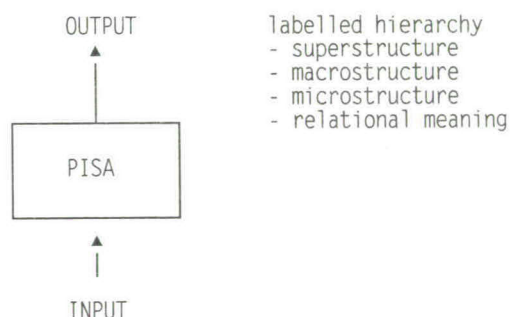 OUTPUT
labelled hierarchy
- superstructure
- macrostructure
- microstructure
- relational meaning
PISA
INPUT